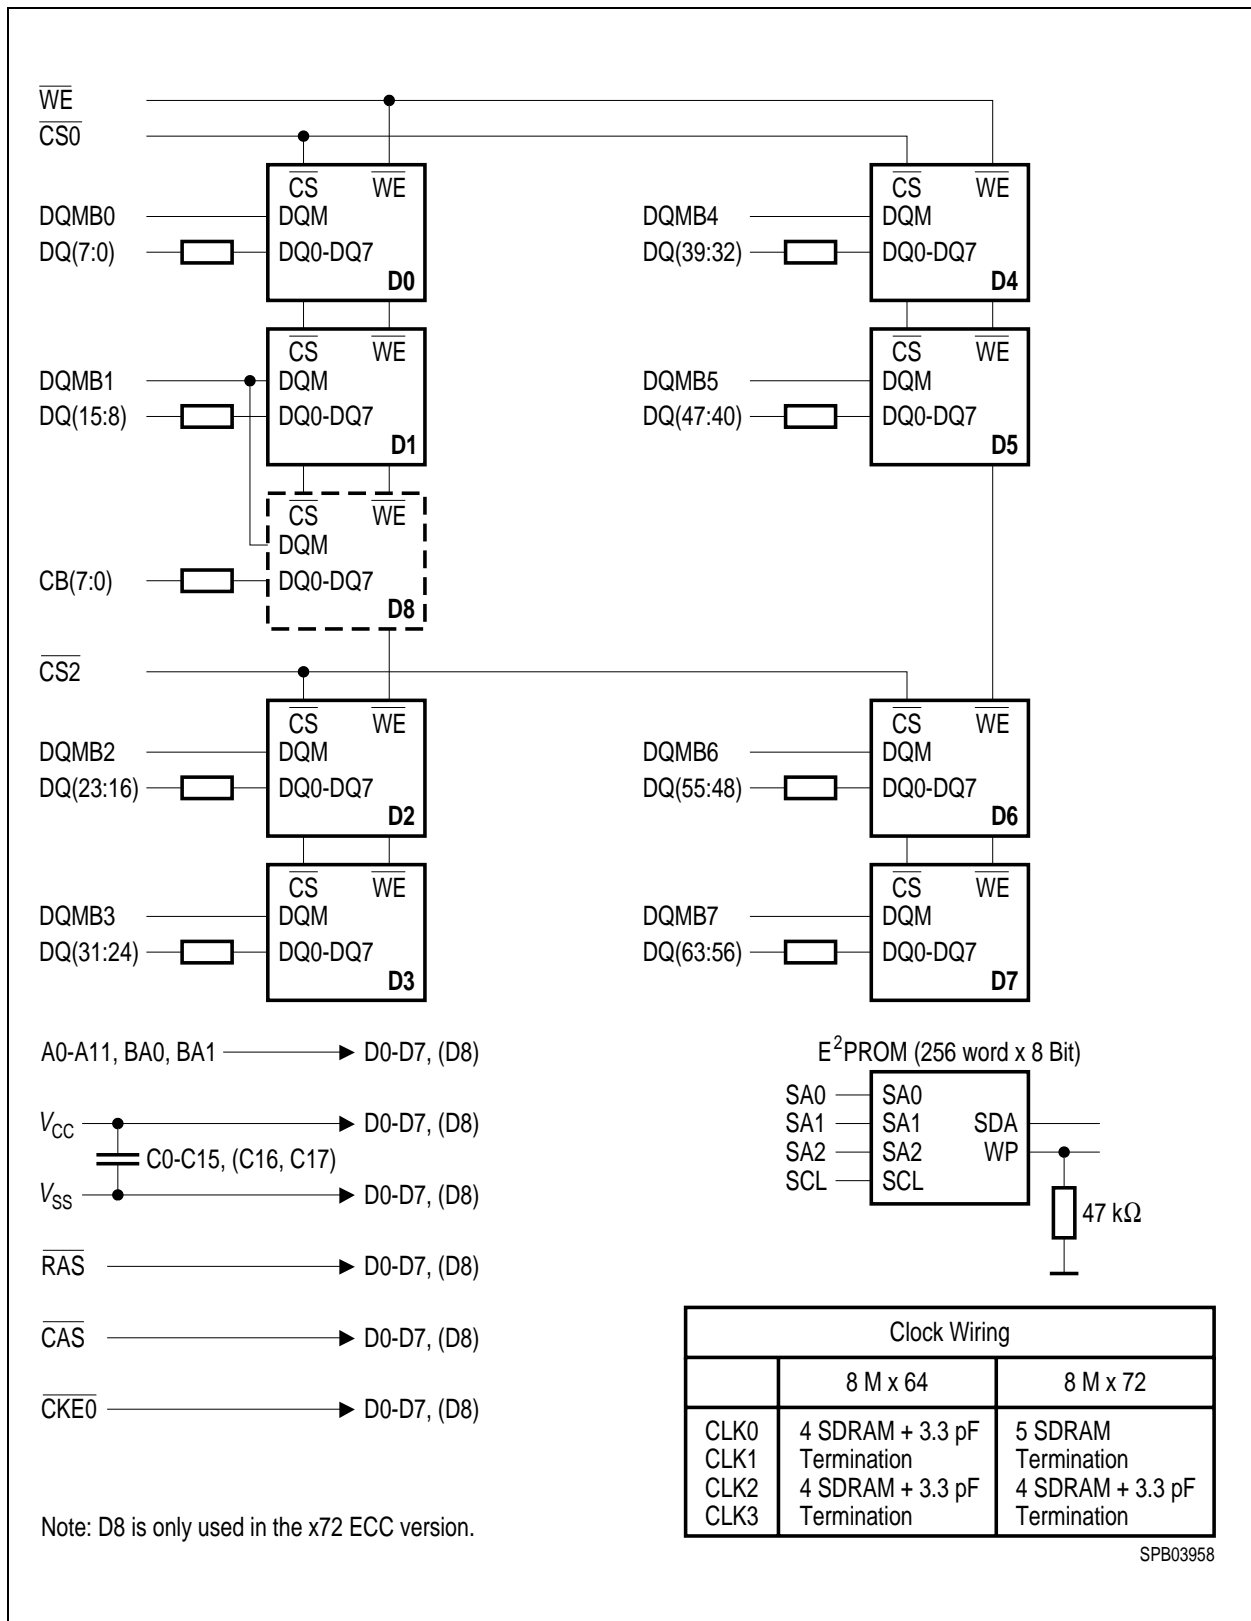 WE
CS0
CS WE
DQMB0 DQM
DQ(7:0) DQ0-DQ7
D0
CS WE
DQMB4 DQM
DQ(39:32) DQ0-DQ7
D4
CS WE
DQMB1 DQM
DQ(15:8) DQ0-DQ7
D1
CS WE
DQMB5 DQM
DQ(47:40) DQ0-DQ7
D5
CS WE
DQM
CB(7:0) DQ0-DQ7
D8
CS2
CS WE
DQMB2 DQM
DQ(23:16) DQ0-DQ7
D2
CS WE
DQMB6 DQM
DQ(55:48) DQ0-DQ7
D6
CS WE
DQMB3 DQM
DQ(31:24) DQ0-DQ7
D3
CS WE
DQMB7 DQM
DQ(63:56) DQ0-DQ7
D7
A0-A11, BA0, BA1 D0-D7, (D8)
VCC D0-D7, (D8)
C0-C15, (C16, C17)
VSS D0-D7, (D8)
RAS D0-D7, (D8)
CAS D0-D7, (D8)
CKE0 D0-D7, (D8)
E²PROM (256 word x 8 Bit)
SA0 SA0
SA1 SA1 SDA
SA2 SA2 WP
SCL SCL
47 kΩ
Clock Wiring
8 M x 64 8 M x 72
CLK0 4 SDRAM + 3.3 pF 5 SDRAM
CLK1 Termination Termination
CLK2 4 SDRAM + 3.3 pF 4 SDRAM + 3.3 pF
CLK3 Termination Termination
Note: D8 is only used in the x72 ECC version.
SPB03958